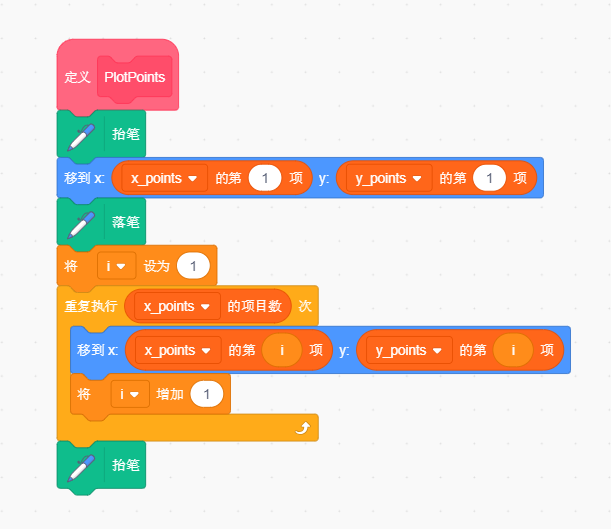 定义 PlotPoints
抬笔
移到 x: x_points 的第 1 项 y: y_points 的第 1 项
落笔
将 i 设为 1
重复执行 x_points 的项目数 次
移到 x: x_points 的第 i 项 y: y_points 的第 i 项
将 i 增加 1
抬笔